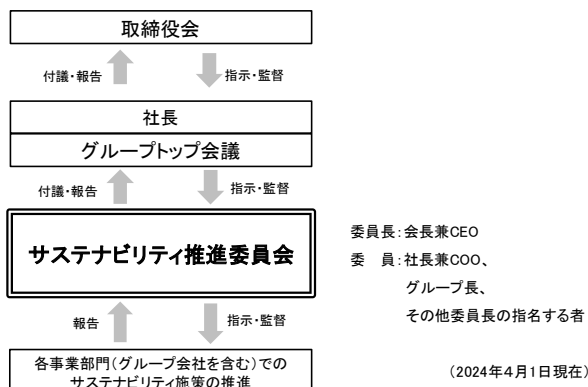 取締役会
付議・報告
指示・監督
社長
グループトップ会議
付議・報告
指示・監督
サステナビリティ推進委員会
委員長：会長兼CEO
委　員：社長兼COO、
グループ長、
その他委員長の指名する者
報告
指示・監督
各事業部門（グループ会社を含む）での
サステナビリティ施策の推進
（2024年4月1日現在）